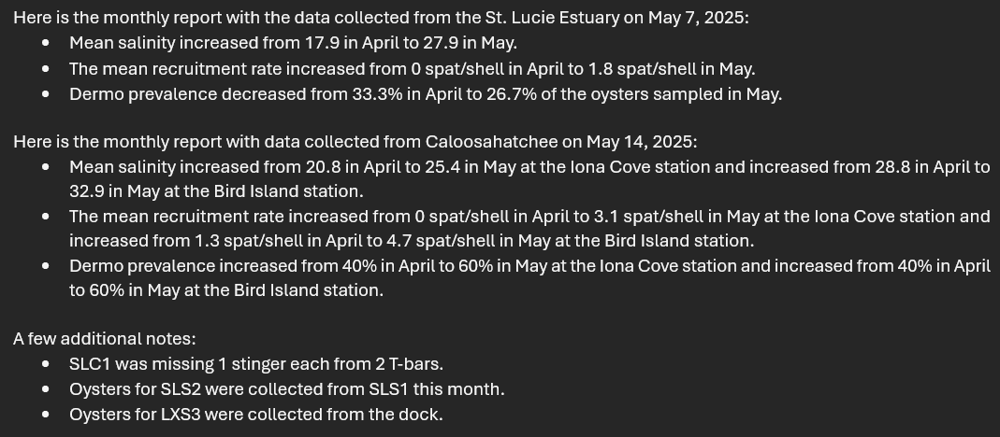 Here is the monthly report with the data collected from the St. Lucie Estuary on May 7, 2025:
• Mean salinity increased from 17.9 in April to 27.9 in May.
• The mean recruitment rate increased from 0 spat/shell in April to 1.8 spat/shell in May.
• Dermo prevalence decreased from 33.3% in April to 26.7% of the oysters sampled in May.
Here is the monthly report with data collected from Caloosahatchee on May 14, 2025:
• Mean salinity increased from 20.8 in April to 25.4 in May at the Iona Cove station and increased from 28.8 in April to
32.9 in May at the Bird Island station.
• The mean recruitment rate increased from 0 spat/shell in April to 3.1 spat/shell in May at the Iona Cove station and
increased from 1.3 spat/shell in April to 4.7 spat/shell in May at the Bird Island station.
• Dermo prevalence increased from 40% in April to 60% in May at the Iona Cove station and increased from 40% in April
to 60% in May at the Bird Island station.
A few additional notes:
• SLC1 was missing 1 stinger each from 2 T-bars.
• Oysters for SLS2 were collected from SLS1 this month.
• Oysters for LXS3 were collected from the dock.